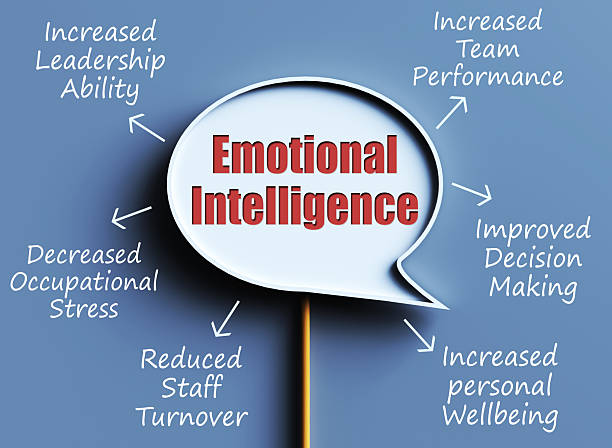 Increased
Leadership
Ability
Increased
Team
Performance
Emotional
Intelligence
Decreased
Occupational
Stress
Improved
Decision
Making
Reduced
Staff
Turnover
Increased
personal
Wellbeing